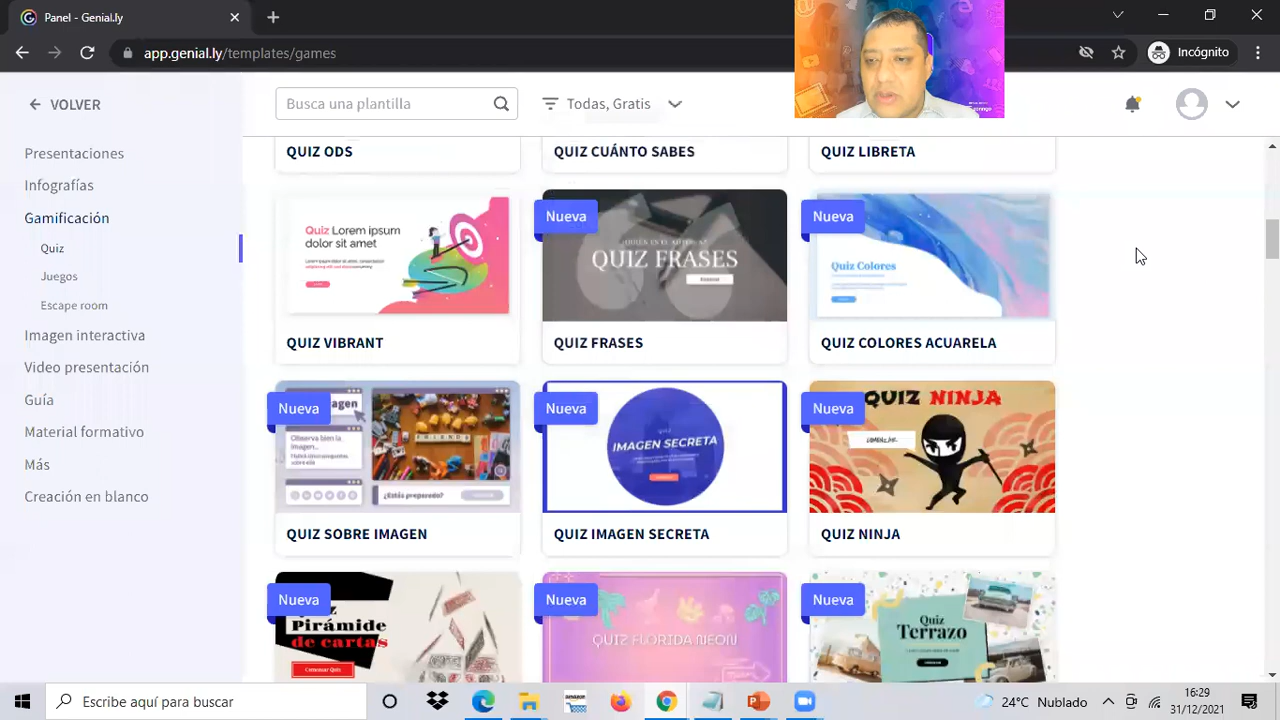 Panel - Genially
app.genial.ly/templates/games
Incógnito
VOLVER
Busca una plantilla
Todas, Gratis
Presentaciones
Infografías
Gamificación
Quiz
Juegos
Escape room
Imagen interactiva
Video presentación
Guía
Material formativo
Más
Creación en blanco
QUIZ ODS
QUIZ CUÁNTO SABES
QUIZ LIBRETA
Quiz Lorem ipsum
dolor sit amet
QUIZ VIBRANT
Nueva
QUIZ FRASES
QUIZ FRASES
Nueva
Quiz Colores
QUIZ COLORES ACUARELA
Nueva
Observa bien la
imagen...
¿Estás preparado?
QUIZ SOBRE IMAGEN
Nueva
IMAGEN SECRETA
QUIZ IMAGEN SECRETA
Nueva
QUIZ NINJA
COMENZAR
QUIZ NINJA
Nueva
Pirámide
de cartas
Comenzar Quiz
Nueva
QUIZ FLORIDA NEON
Nueva
Quiz
Terrazo
Escribe aquí para buscar
amazon
24°C Nublado
16:29
31/12/2021